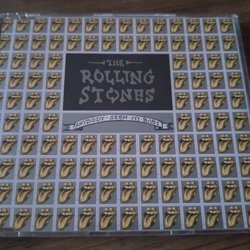 THE
ROLLING
STONES
ANYBODY SEEN MY BABY?